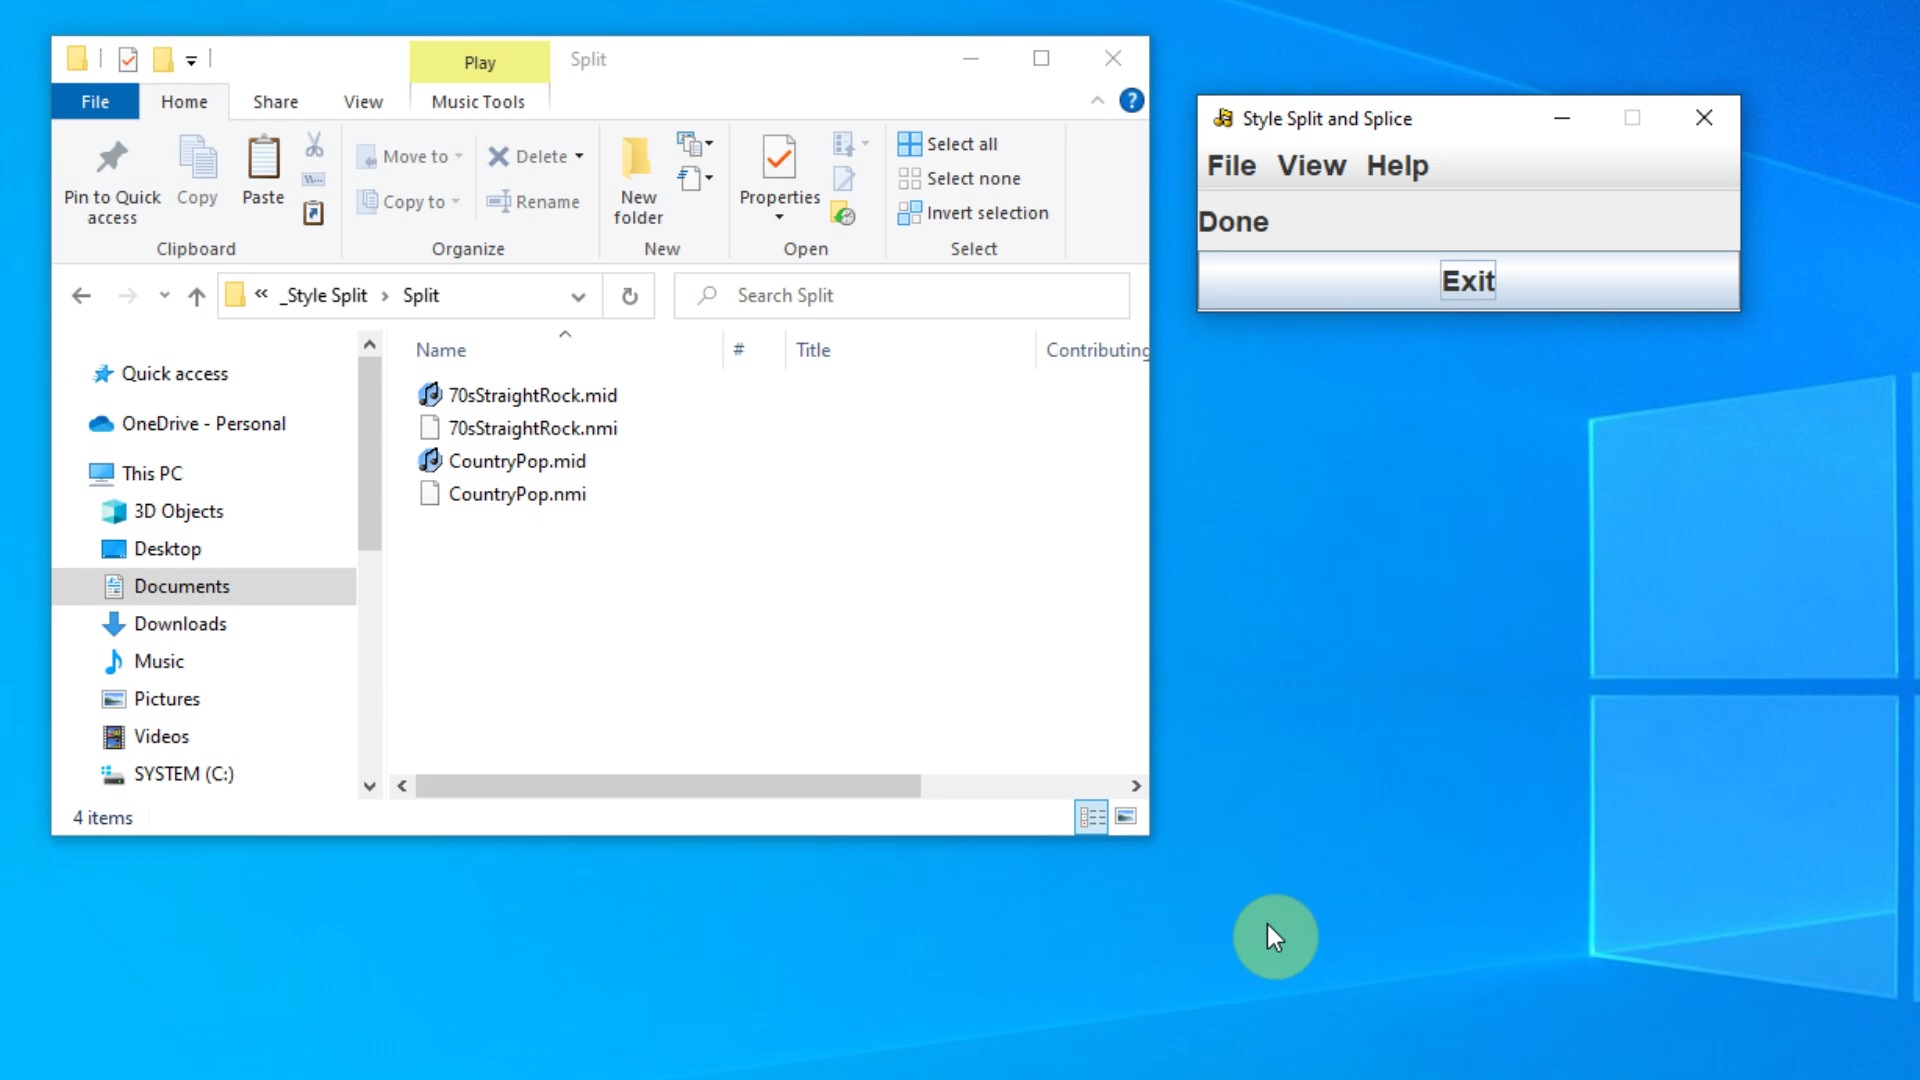 Play
Split
File
Home
Share
View
Music Tools
Pin to Quick access
Copy
Paste
Clipboard
Move to
Copy to
Delete
Rename
Organize
New folder
New
Properties
Open
Select all
Select none
Invert selection
Select
« _Style Split › Split
Search Split
Name
#
Title
Contributing
Quick access
OneDrive - Personal
This PC
3D Objects
Desktop
Documents
Downloads
Music
Pictures
Videos
SYSTEM (C:)
70sStraightRock.mid
70sStraightRock.nmi
CountryPop.mid
CountryPop.nmi
4 items
Style Split and Splice
File View Help
Done
Exit